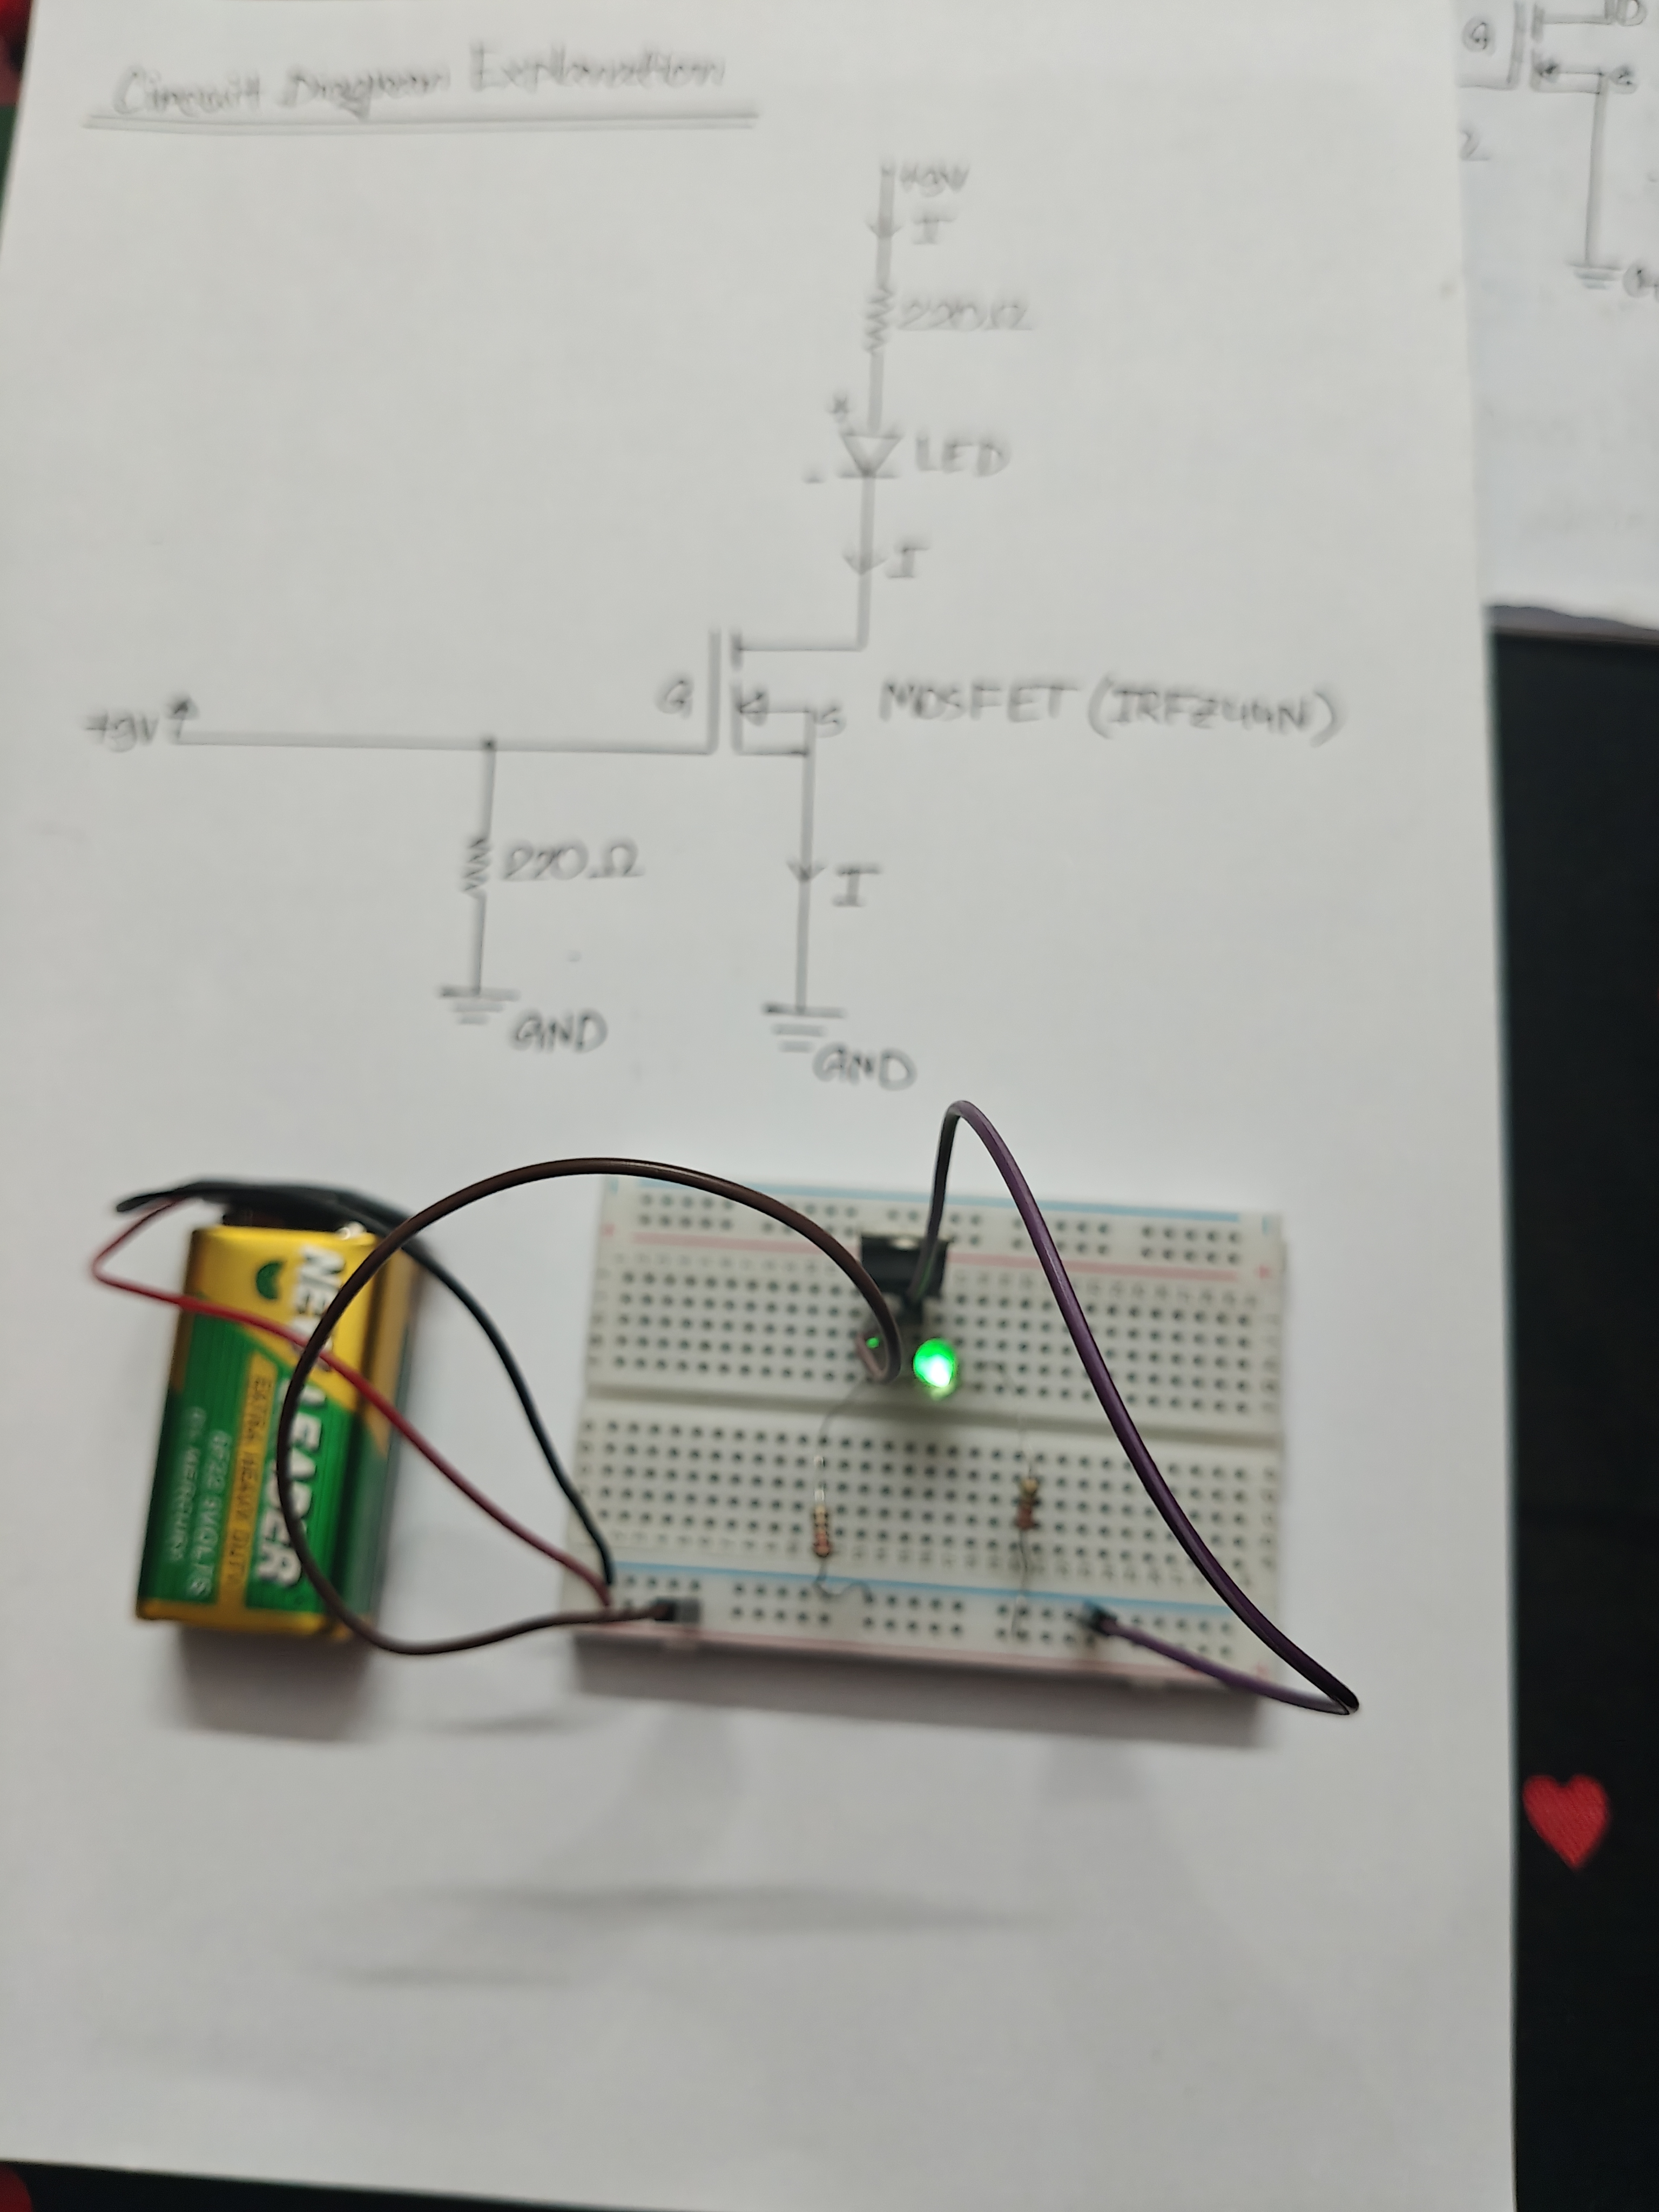 Circuit Diagram Explanation
+9V
I
220Ω
+
LED
-
I
G
S
MOSFET (IRFZ44N)
+9V
220Ω
I
GND
GND
G
D
S
2
NEW LEADER
EXTRA HEAVY DUTY
6F22 9VOLTS
0% MERCURY